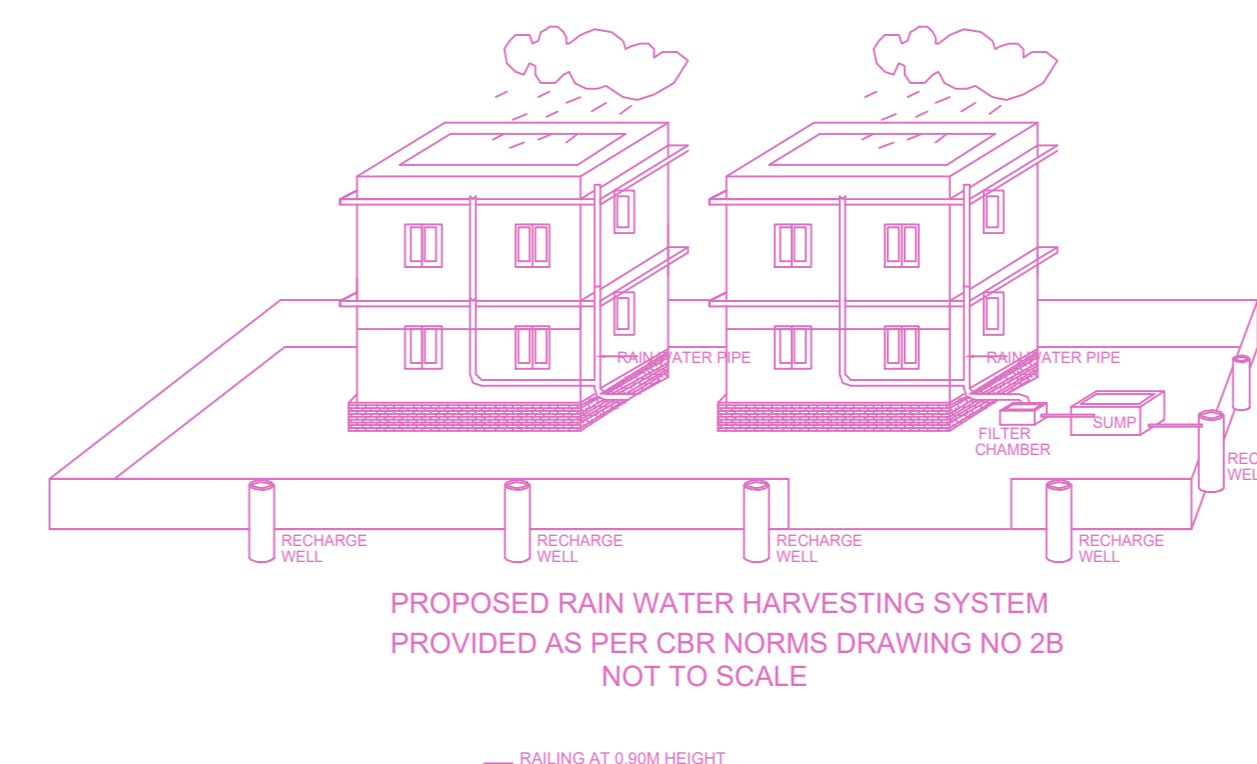 RAIN WATER PIPE
RAIN WATER PIPE
FILTER
CHAMBER
SUMP
REC
WEL
RECHARGE
WELL
RECHARGE
WELL
RECHARGE
WELL
RECHARGE
WELL
PROPOSED RAIN WATER HARVESTING SYSTEM
PROVIDED AS PER CBR NORMS DRAWING NO 2B
NOT TO SCALE
RAILING AT 0.90M HEIGHT